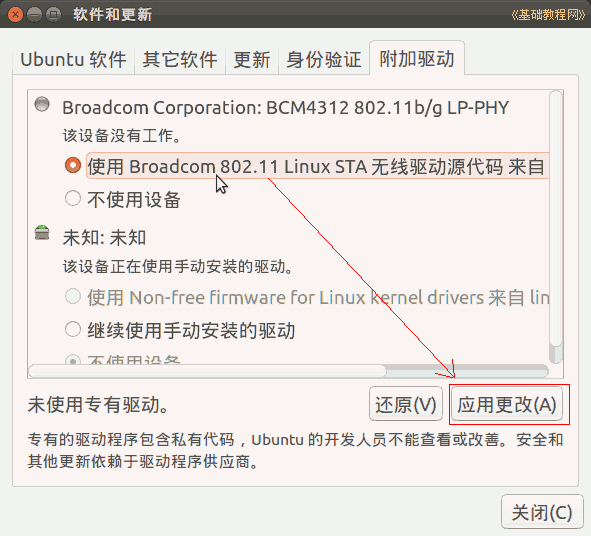 软件和更新
《基础教程网》
Ubuntu 软件 其它软件 更新 身份验证 附加驱动
Broadcom Corporation: BCM4312 802.11b/g LP-PHY
该设备没有工作。
使用 Broadcom 802.11 Linux STA 无线驱动源代码 来自
不使用设备
未知: 未知
该设备正在使用手动安装的驱动。
使用 Non-free firmware for Linux kernel drivers 来自 lin
继续使用手动安装的驱动
不使用设备
未使用专有驱动。
还原(V) 应用更改(A)
专有的驱动程序包含私有代码，Ubuntu 的开发人员不能查看或改善。安全和
其他更新依赖于驱动程序供应商。
关闭(C)